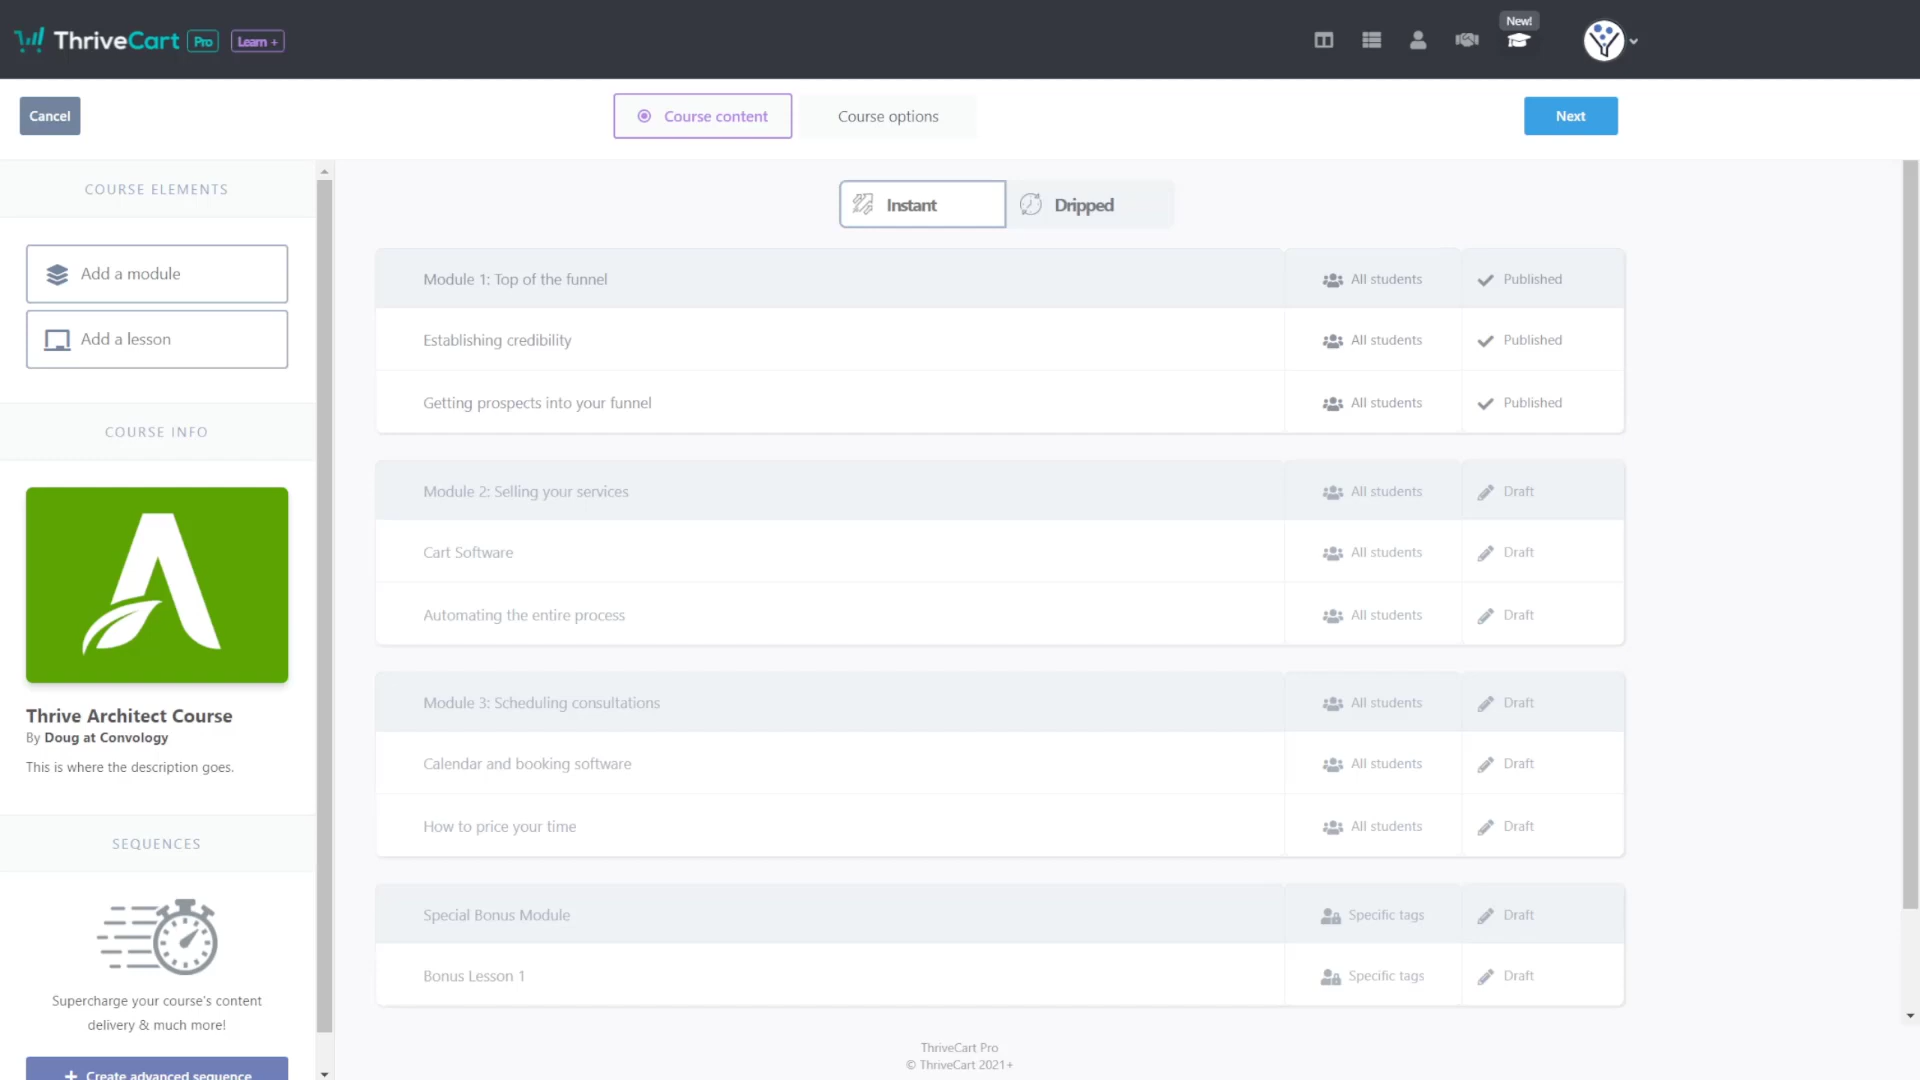 ThriveCart Pro Learn +
New!
Cancel
Course content
Course options
Next
COURSE ELEMENTS
Add a module
Add a lesson
COURSE INFO
Thrive Architect Course
By Doug at Convology
This is where the description goes.
SEQUENCES
Supercharge your course's content
delivery & much more!
+ Create advanced sequence
Instant
Dripped
Module 1: Top of the funnel All students Published
Establishing credibility All students Published
Getting prospects into your funnel All students Published
Module 2: Selling your services All students Draft
Cart Software All students Draft
Automating the entire process All students Draft
Module 3: Scheduling consultations All students Draft
Calendar and booking software All students Draft
How to price your time All students Draft
Special Bonus Module Specific tags Draft
Bonus Lesson 1 Specific tags Draft
ThriveCart Pro
© ThriveCart 2021+